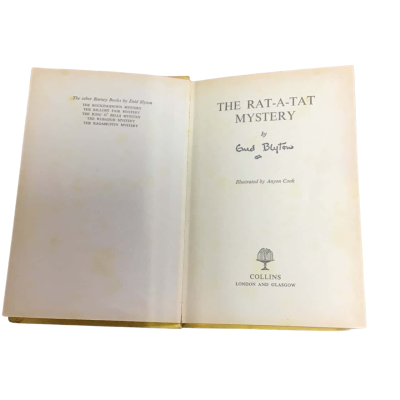 The other Barney Books by Enid Blyton
THE ROCKINGDOWN MYSTERY
THE RILLOBY FAIR MYSTERY
THE RING O' BELLS MYSTERY
THE RUBADUB MYSTERY
THE RAGAMUFFIN MYSTERY
THE RAT-A-TAT
MYSTERY
by
Enid Blyton
Illustrated by Anyon Cook
COLLINS
LONDON AND GLASGOW